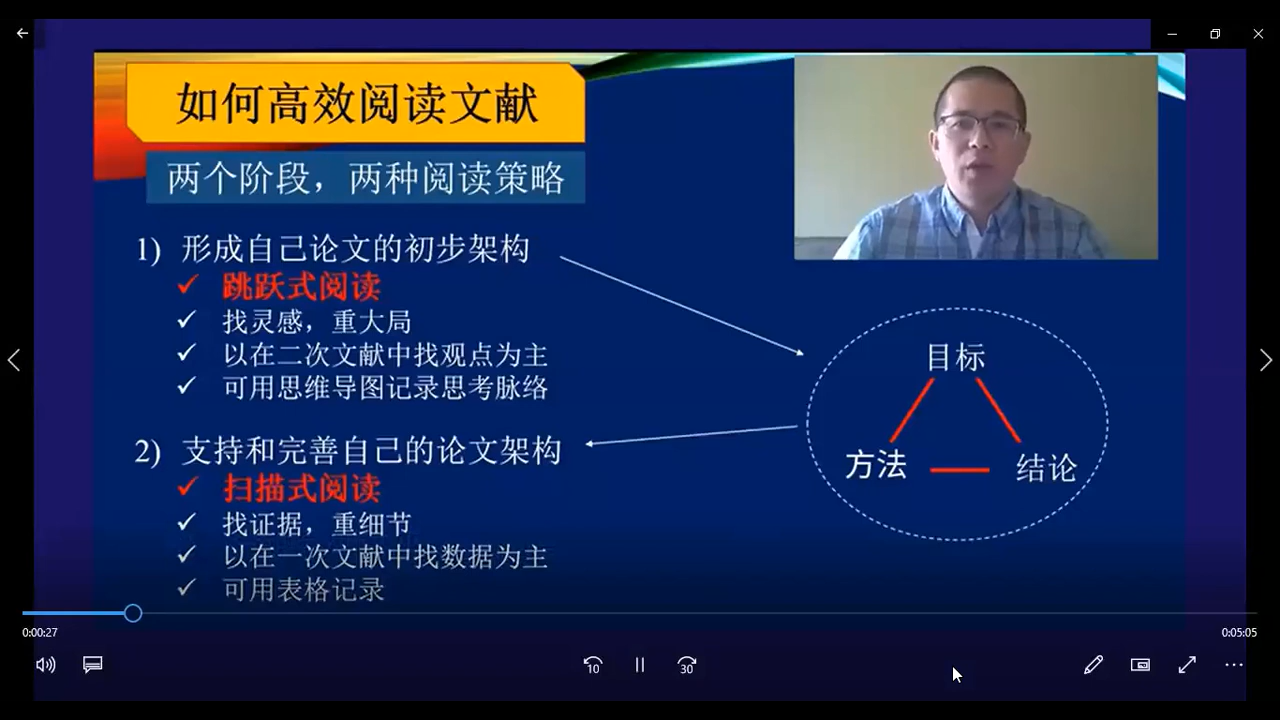 如何高效阅读文献
两个阶段，两种阅读策略
1) 形成自己论文的初步架构
✓ 跳跃式阅读
✓ 找灵感，重大局
✓ 以在二次文献中找观点为主
✓ 可用思维导图记录思考脉络
2) 支持和完善自己的论文架构
✓ 扫描式阅读
✓ 找证据，重细节
✓ 以在一次文献中找数据为主
✓ 可用表格记录
目标
方法
结论
0:00:27
0:05:05
10
30